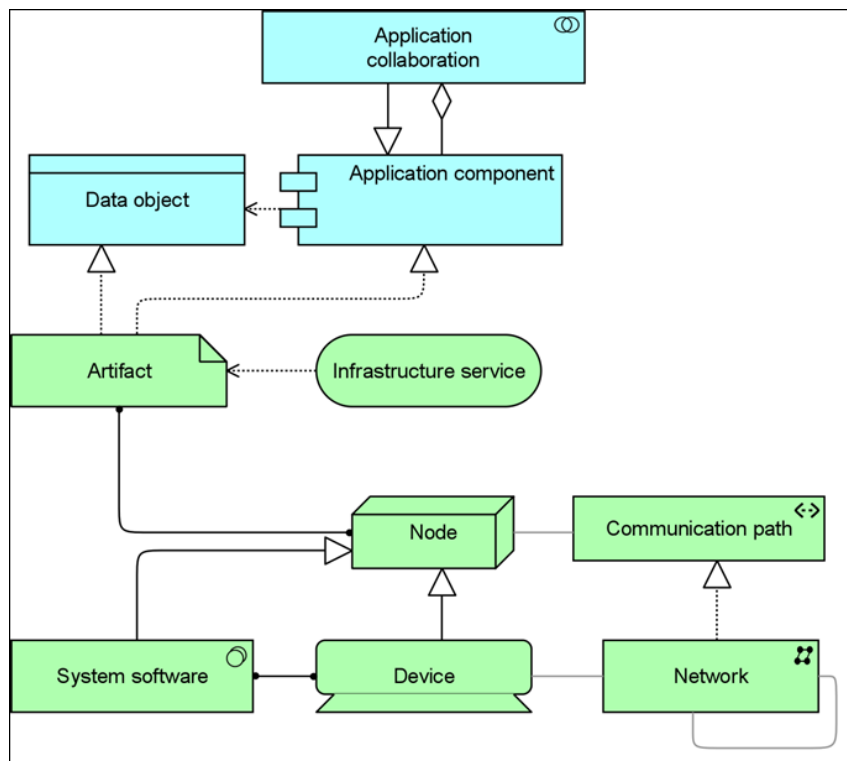 Application
collaboration
Application component
Data object
Artifact
Infrastructure service
Node
Communication path
System software
Device
Network